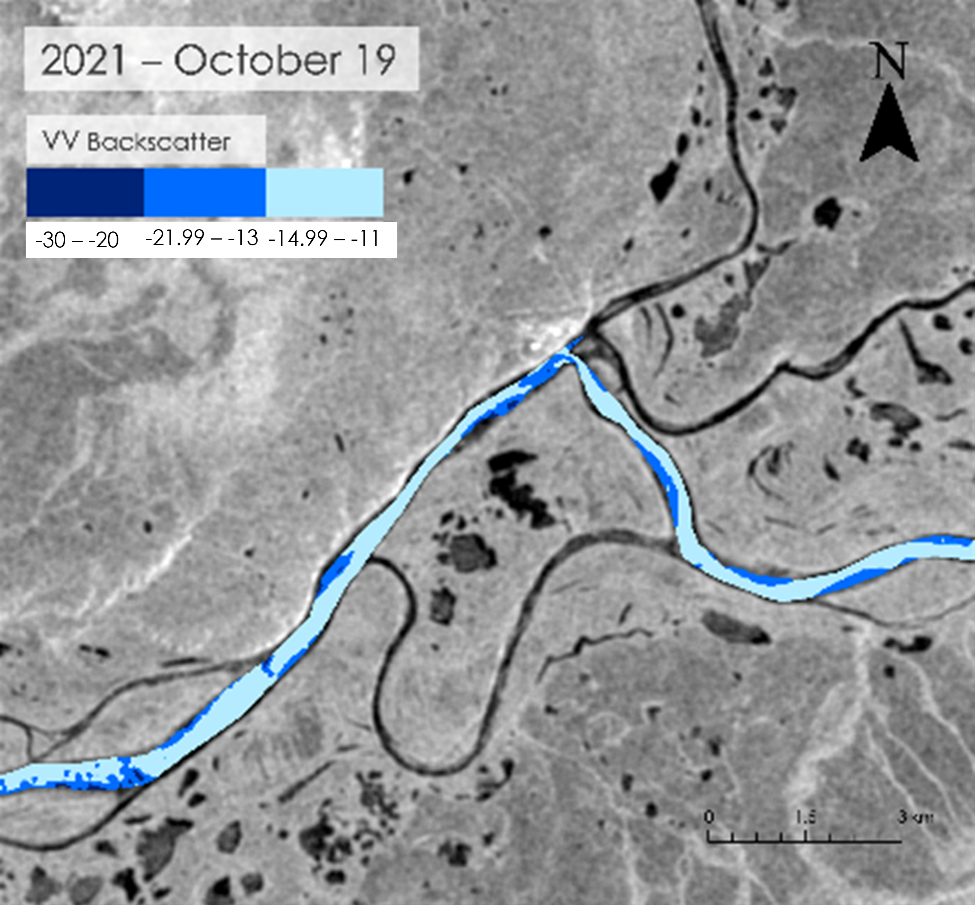 2021 – October 19
N
VV Backscatter
-30 – -20 -21.99 – -13 -14.99 – -11
0 1.5 3 km